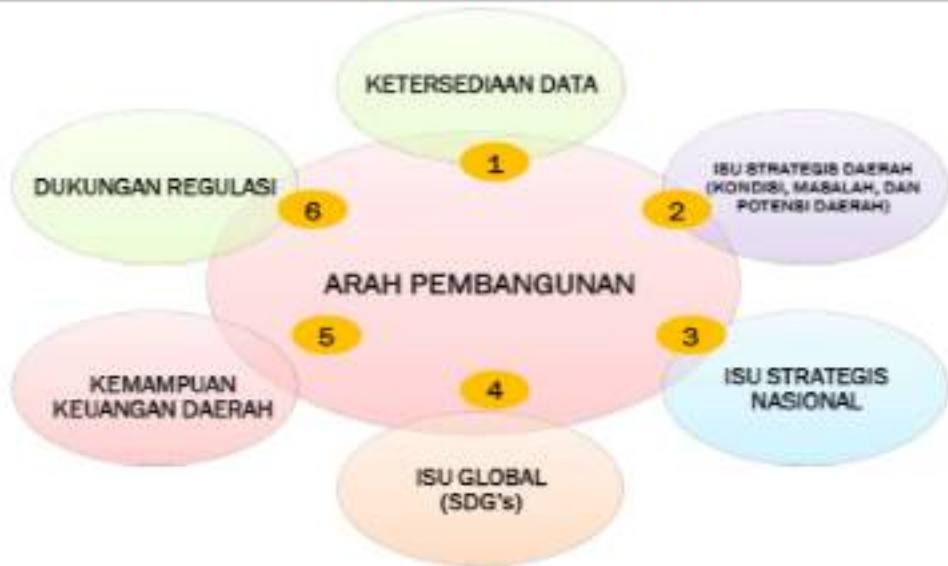 KETERSEDIAAN DATA
1
ISU STRATEGIS DAERAH
(KONDISI, MASALAH, DAN
POTENSI DAERAH)
2
ARAH PEMBANGUNAN
3
ISU STRATEGIS
NASIONAL
4
ISU GLOBAL
(SDG's)
5
KEMAMPUAN
KEUANGAN DAERAH
6
DUKUNGAN REGULASI